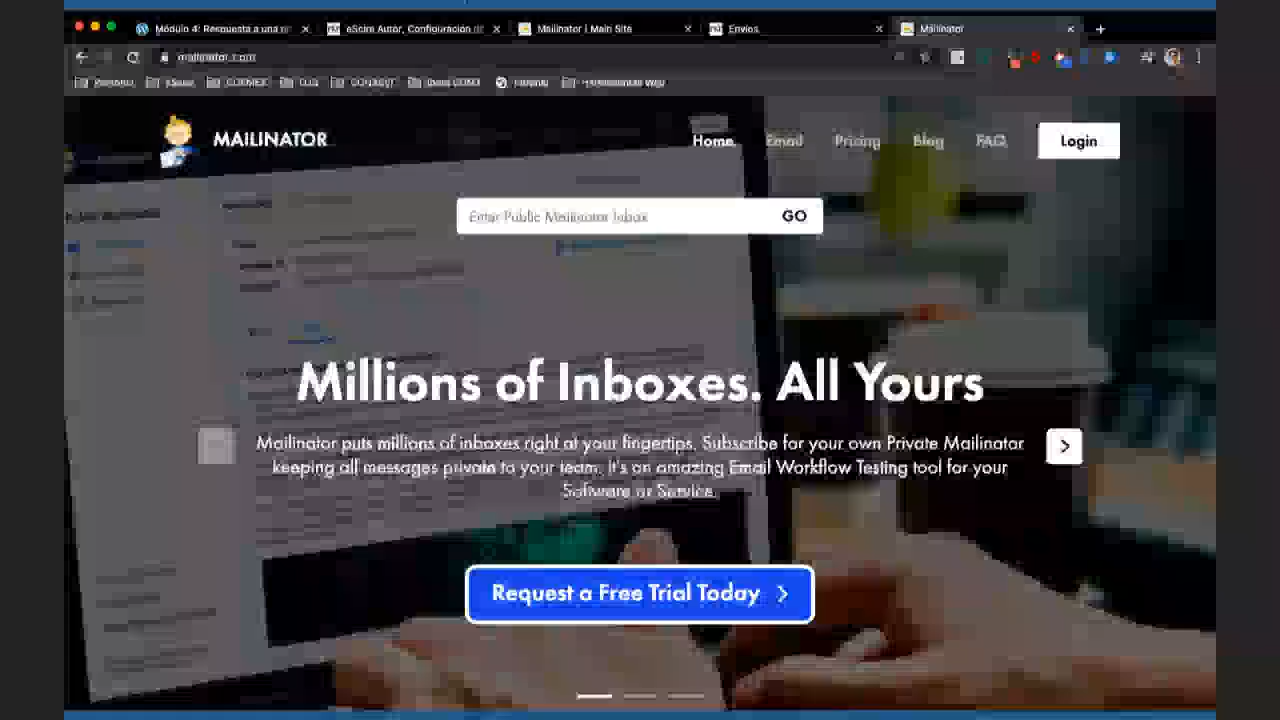 Módulo 4: Respuesta a una
eScire Autor, Configuración
Mailinator | Main Site
Envíos
Mailinator
mailinator.com
CONACYT
MAILINATOR
Home
Email
Pricing
Blog
FAQ
Login
Enter Public Mailinator Inbox
GO
Millions of Inboxes. All Yours
Mailinator puts millions of inboxes right at your fingertips. Subscribe for your own Private Mailinator
keeping all messages private to your team. It's an amazing Email Workflow Testing tool for your
Software or Service.
Request a Free Trial Today